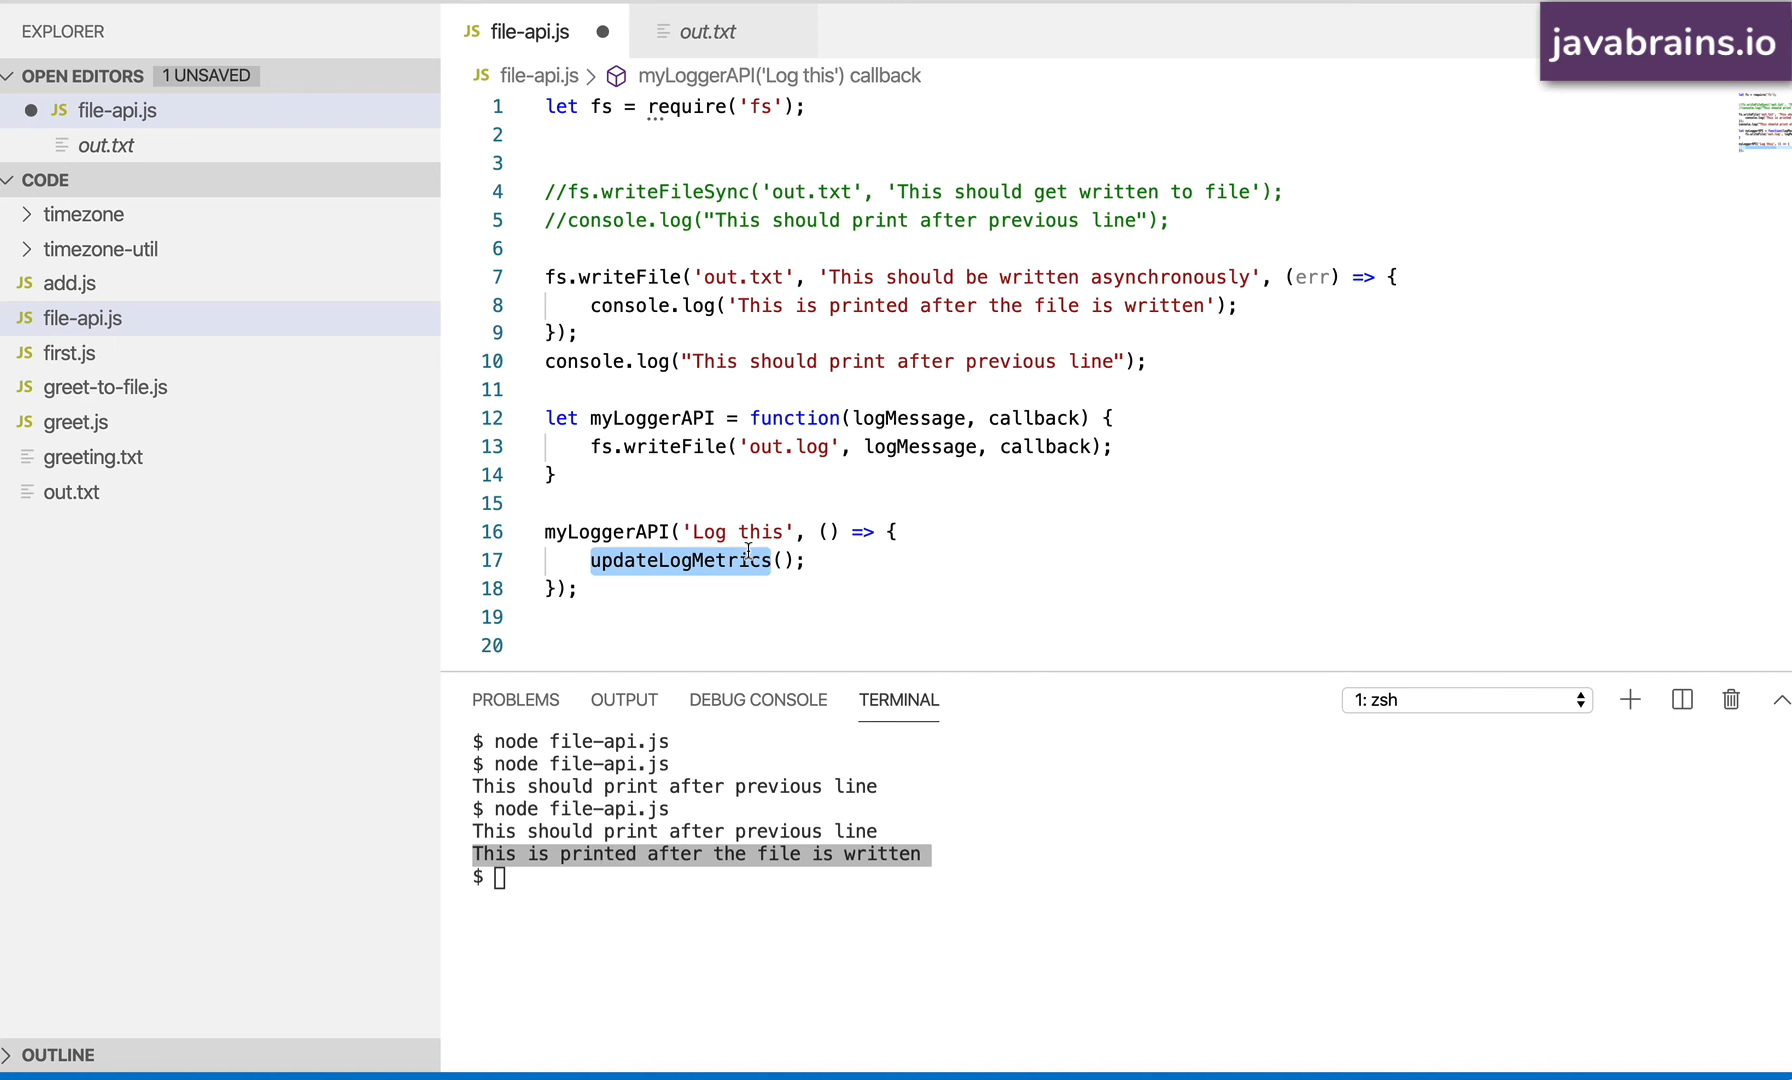 EXPLORER
OPEN EDITORS 1 UNSAVED
JS file-api.js
out.txt
CODE
timezone
timezone-util
JS add.js
JS file-api.js
JS first.js
JS greet-to-file.js
JS greet.js
greeting.txt
out.txt
OUTLINE
JS file-api.js
out.txt
javabrains.io
JS file-api.js > myLoggerAPI('Log this') callback
1 let fs = require('fs');
2
3
4 //fs.writeFileSync('out.txt', 'This should get written to file');
5 //console.log("This should print after previous line");
6
7 fs.writeFile('out.txt', 'This should be written asynchronously', (err) => {
8 console.log('This is printed after the file is written');
9 });
10 console.log("This should print after previous line");
11
12 let myLoggerAPI = function(logMessage, callback) {
13 fs.writeFile('out.log', logMessage, callback);
14 }
15
16 myLoggerAPI('Log this', () => {
17 updateLogMetrics();
18 });
19
20
PROBLEMS OUTPUT DEBUG CONSOLE TERMINAL 1: zsh
$ node file-api.js
$ node file-api.js
This should print after previous line
$ node file-api.js
This should print after previous line
This is printed after the file is written
$